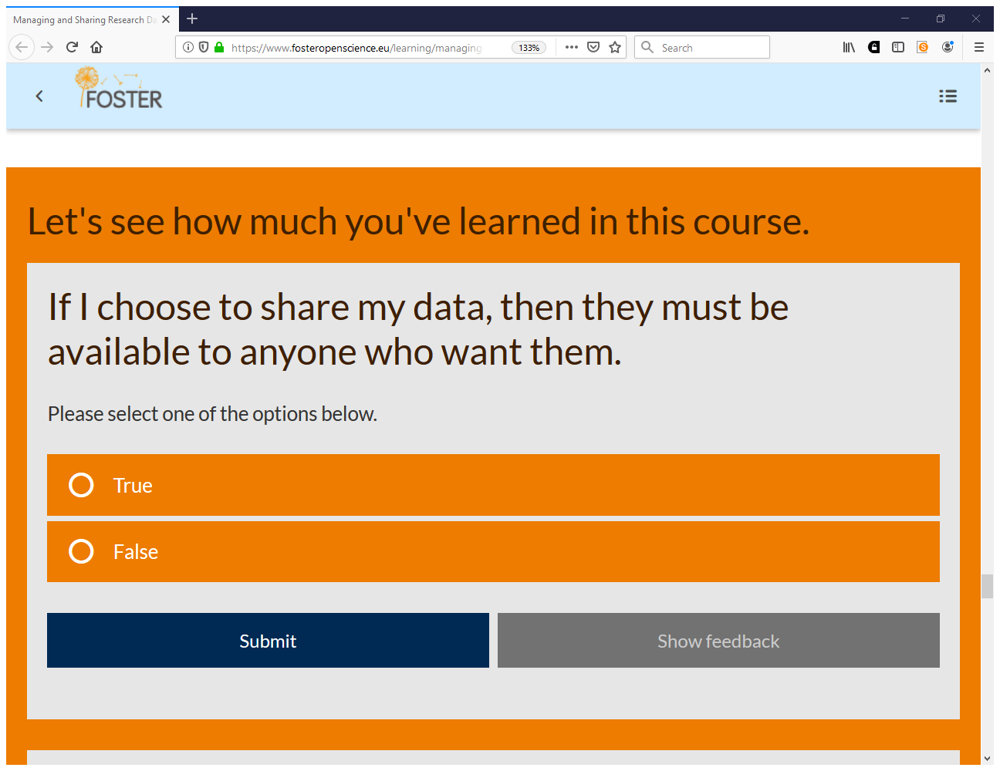 Managing and Sharing Research Da
https://www.fosteropenscience.eu/learning/managing
133%
Search
FOSTER
Let's see how much you've learned in this course.
If I choose to share my data, then they must be
available to anyone who want them.
Please select one of the options below.
True
False
Submit
Show feedback